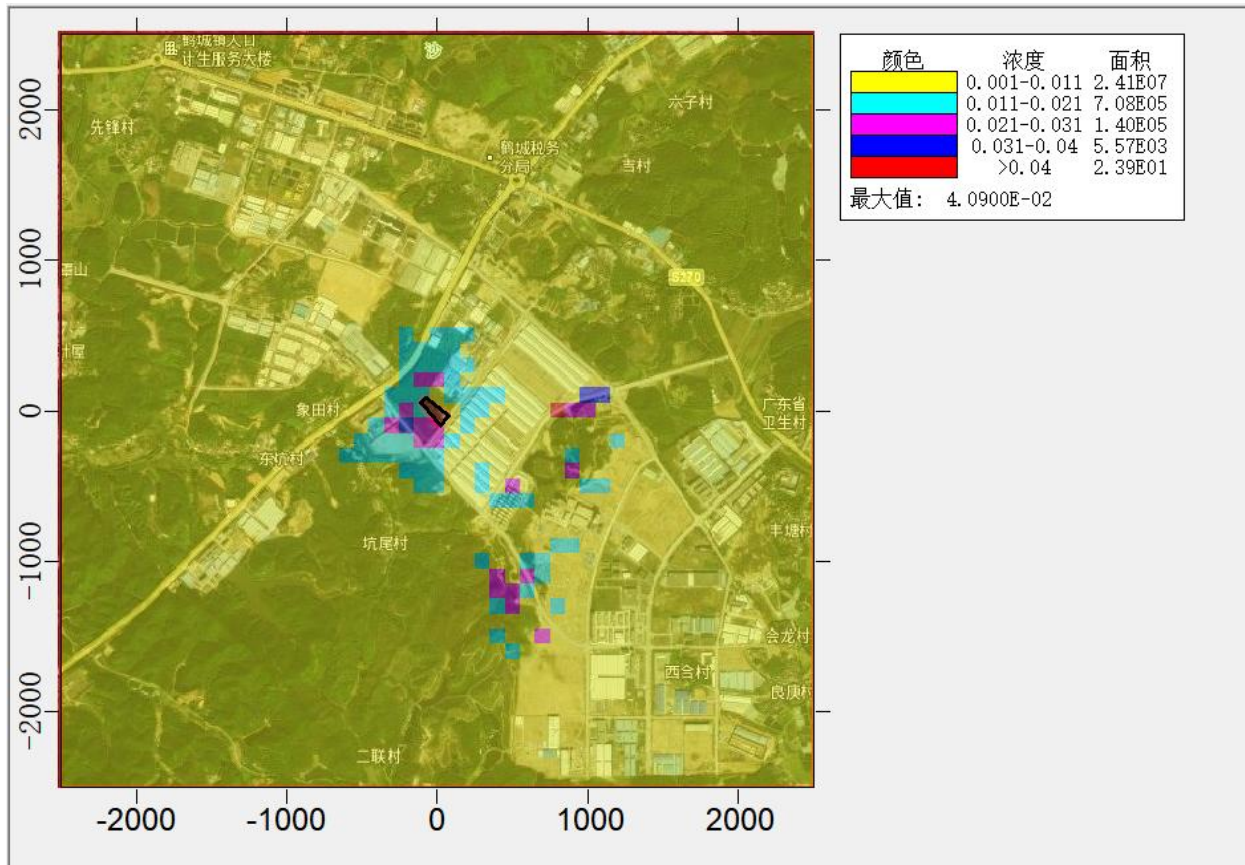 鹤城镇人口
计生服务大楼
沙
六子村
先锋村
鹤城税务
分局
吉村
S270
象田村
广东省
卫生村
东坑村
坑尾村
丰塘村
会龙村
西含村
良庚村
二联村
2000
1000
0
-1000
-2000
-2000 -1000 0 1000 2000
颜色 浓度 面积
0.001-0.011 2.41E07
0.011-0.021 7.08E05
0.021-0.031 1.40E05
0.031-0.04 5.57E03
>0.04 2.39E01
最大值: 4.0900E-02